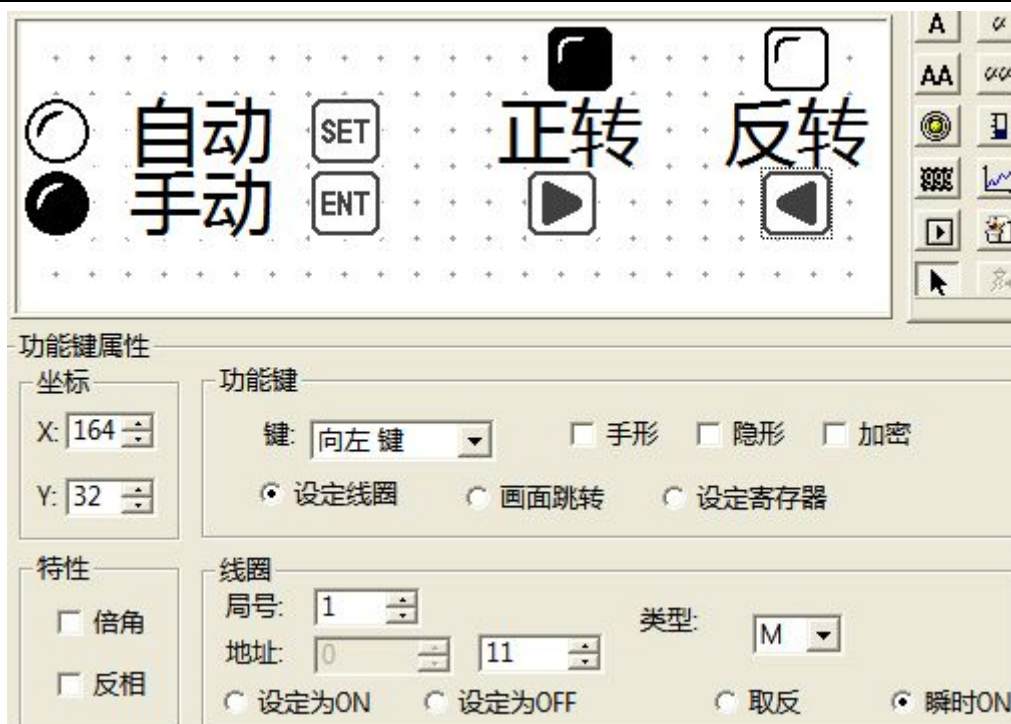 A
AA
自动 SET 正转 反转
手动 ENT
功能键属性
坐标
X: 164
Y: 32
功能键
键: 向左 键 手形 隐形 加密
设定线圈 画面跳转 设定寄存器
特性
倍角
反相
线圈
局号: 1 类型: M
地址: 0 11
设定为ON 设定为OFF 取反 瞬时ON